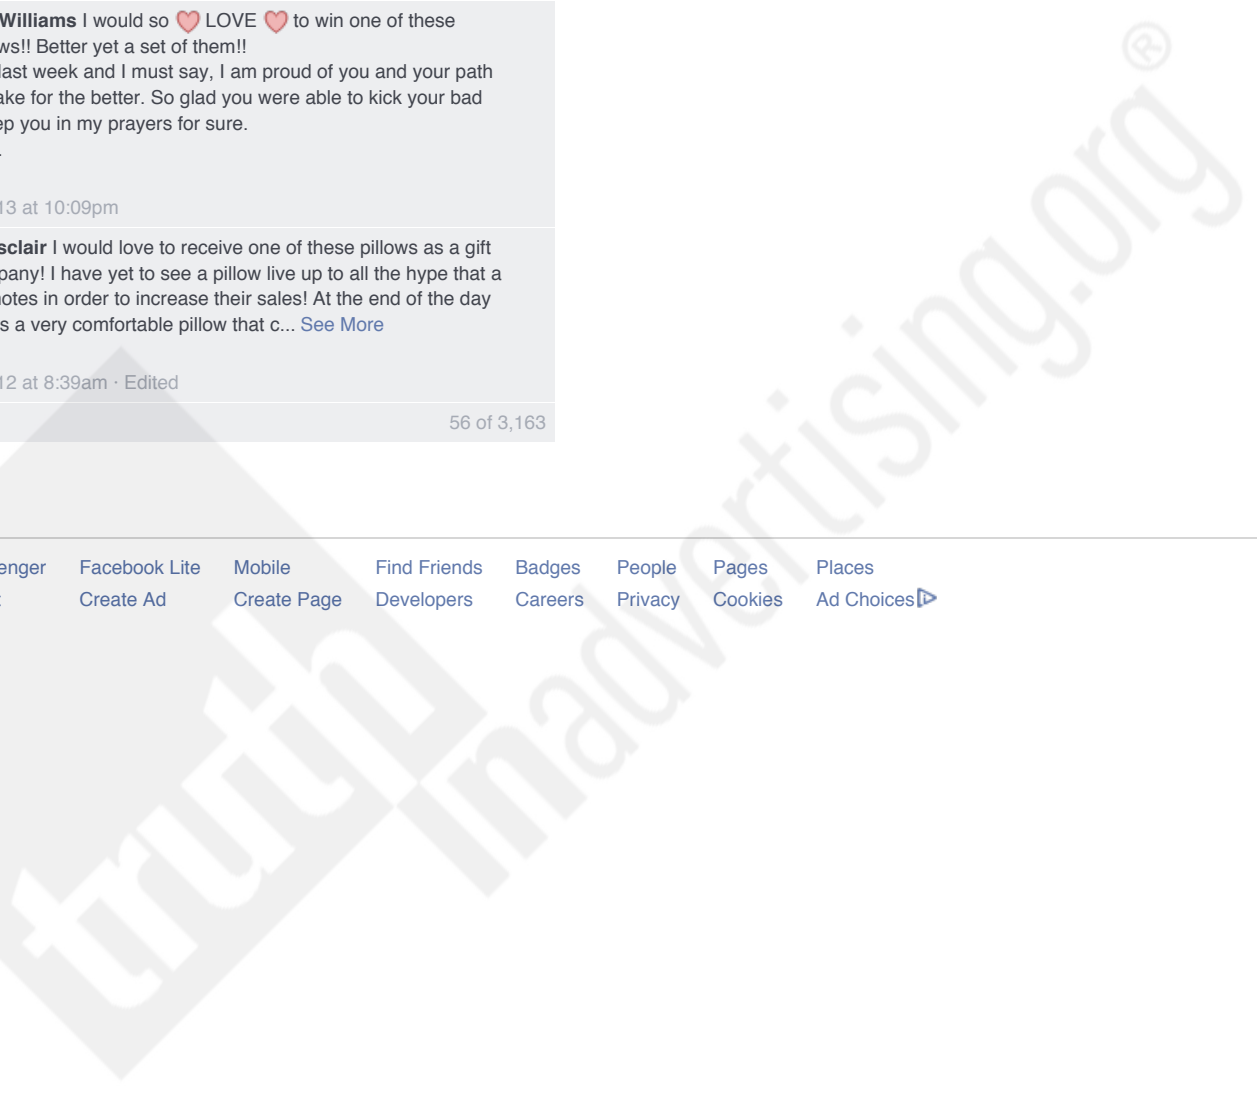 Williams I would so LOVE to win one of these
ws!! Better yet a set of them!!
last week and I must say, I am proud of you and your path
ake for the better. So glad you were able to kick your bad
ep you in my prayers for sure.
.
13 at 10:09pm
sclair I would love to receive one of these pillows as a gift
pany! I have yet to see a pillow live up to all the hype that a
notes in order to increase their sales! At the end of the day
s a very comfortable pillow that c... See More
12 at 8:39am · Edited
56 of 3,163
enger Facebook Lite Mobile Find Friends Badges People Pages Places
Create Ad Create Page Developers Careers Privacy Cookies Ad Choices
truth inadvertising.org®